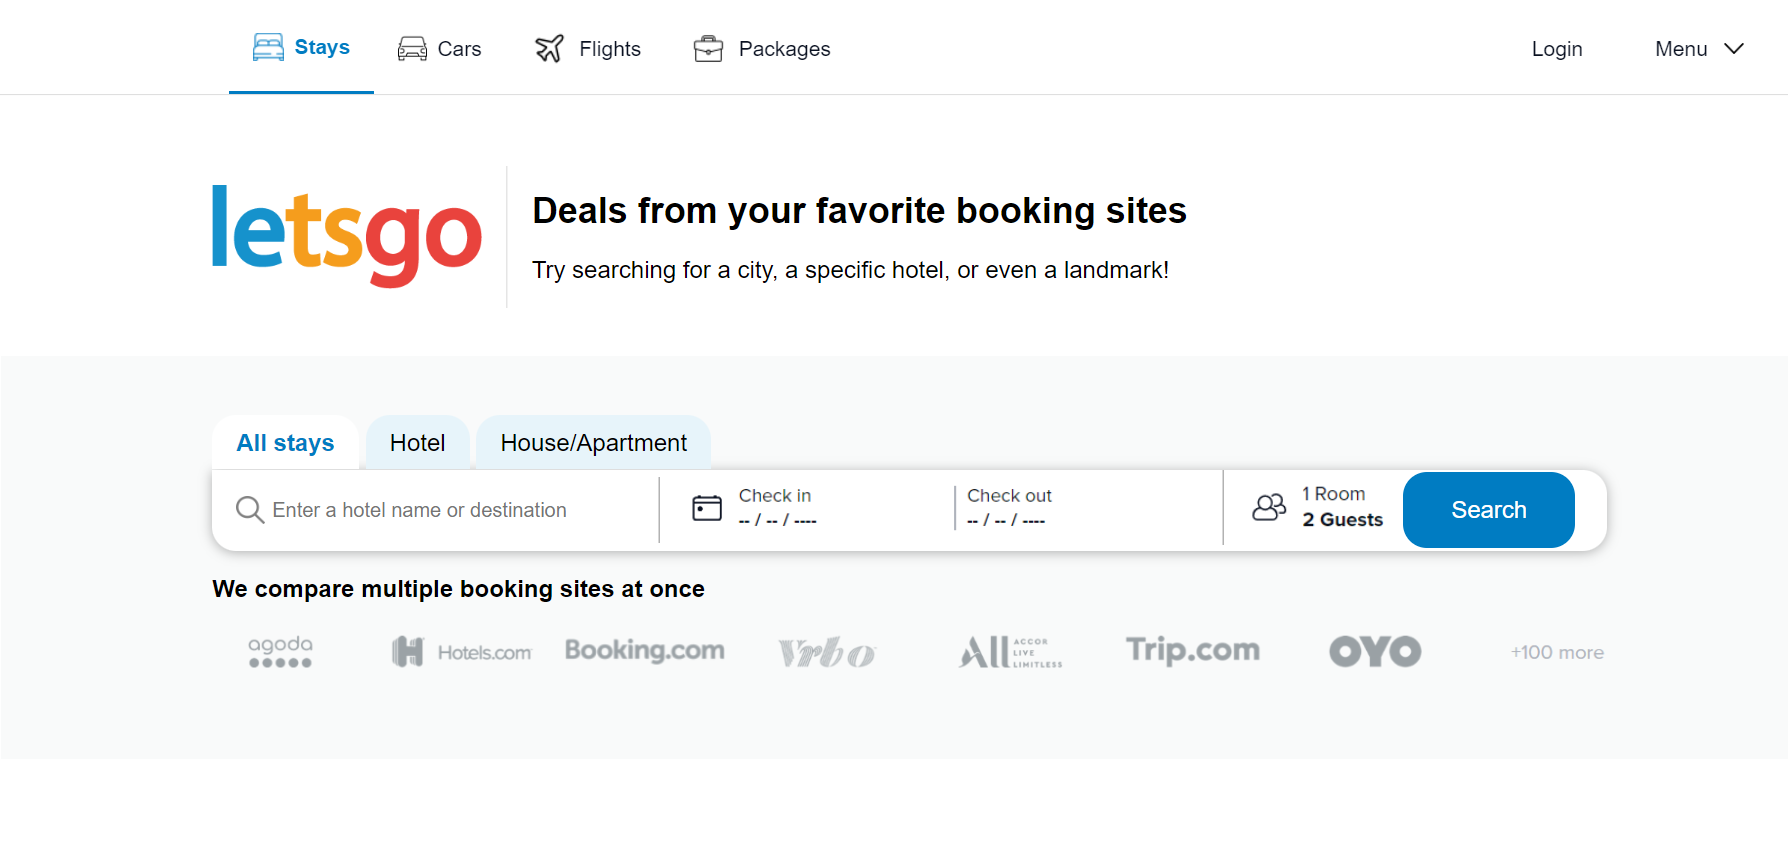 Stays Cars Flights Packages Login Menu
letsgo
Deals from your favorite booking sites
Try searching for a city, a specific hotel, or even a landmark!
All stays Hotel House/Apartment
Enter a hotel name or destination
Check in
-- / -- / ----
Check out
-- / -- / ----
1 Room
2 Guests
Search
We compare multiple booking sites at once
agoda
H Hotels.com
Booking.com
Vrbo
ALL ACCOR
LIVE
LIMITLESS
Trip.com
OYO
+100 more